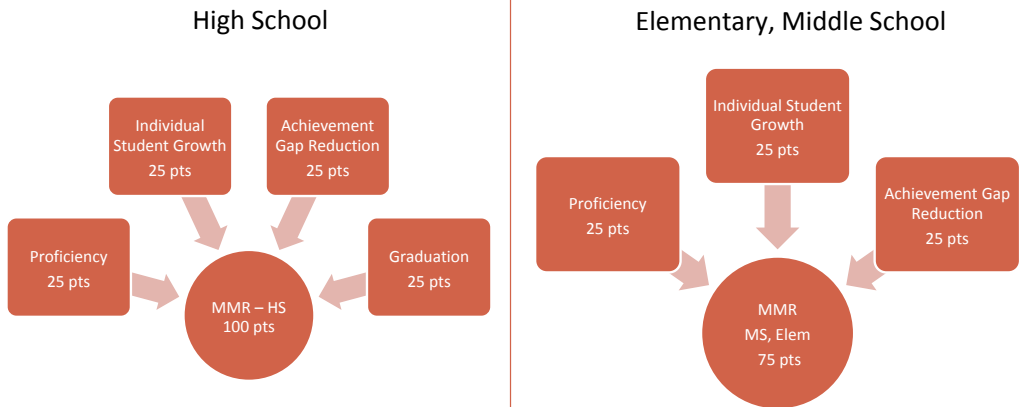 High School
Individual
Student Growth
25 pts
Achievement
Gap Reduction
25 pts
Proficiency
25 pts
Graduation
25 pts
MMR – HS
100 pts
Elementary, Middle School
Individual Student
Growth
25 pts
Proficiency
25 pts
Achievement Gap
Reduction
25 pts
MMR
MS, Elem
75 pts